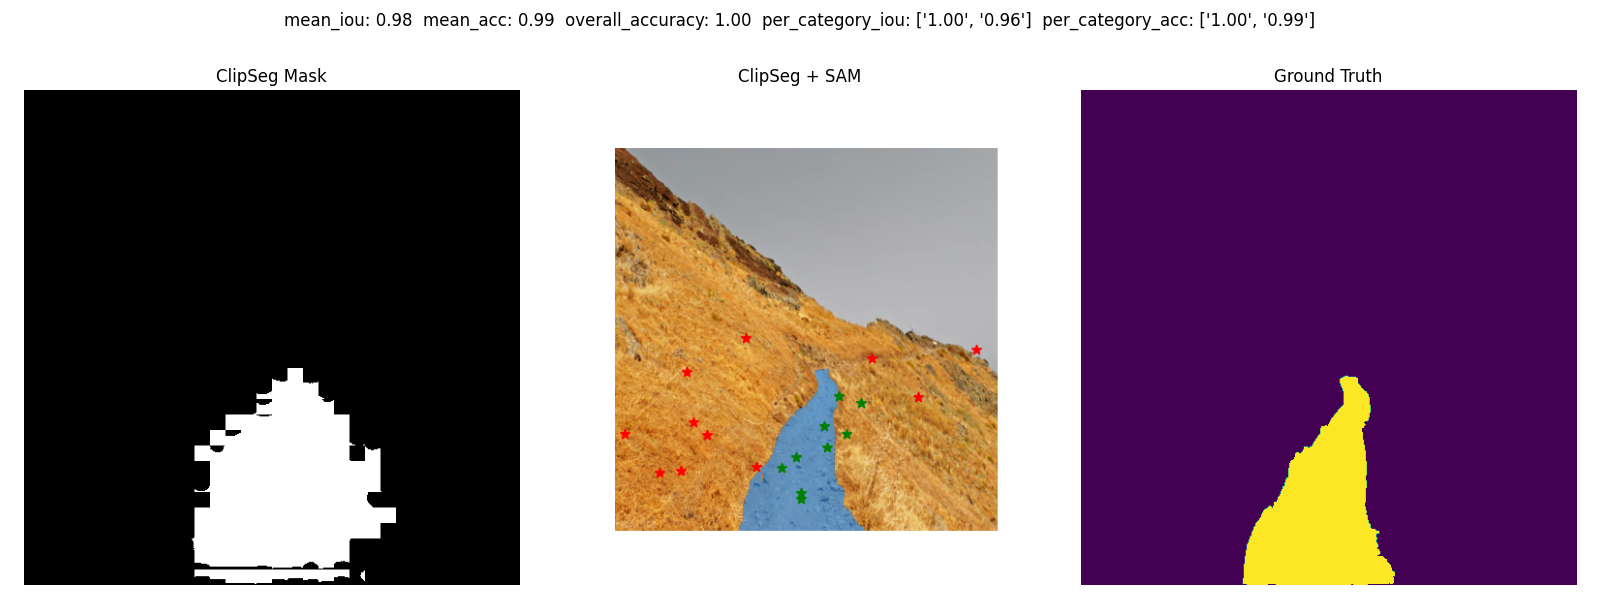 mean_iou: 0.98  mean_acc: 0.99  overall_accuracy: 1.00  per_category_iou: ['1.00', '0.96']  per_category_acc: ['1.00', '0.99']
ClipSeg Mask
ClipSeg + SAM
Ground Truth